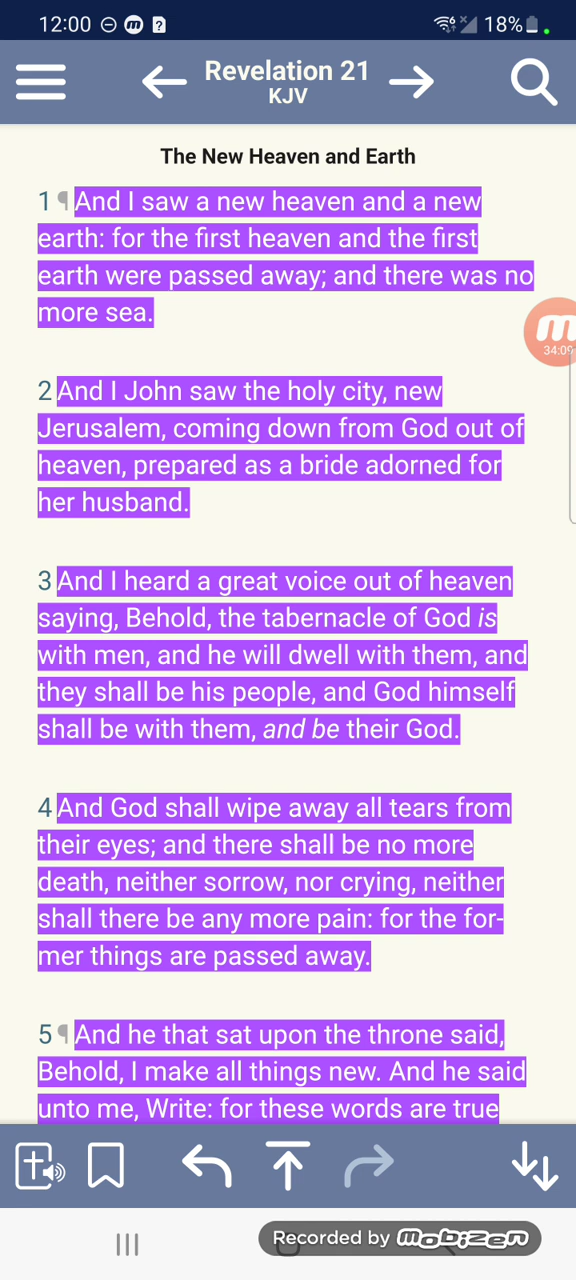 12:00 18%
Revelation 21
KJV
The New Heaven and Earth
1 ¶ And I saw a new heaven and a new
earth: for the first heaven and the first
earth were passed away; and there was no
more sea.
34:09
2 And I John saw the holy city, new
Jerusalem, coming down from God out of
heaven, prepared as a bride adorned for
her husband.
3 And I heard a great voice out of heaven
saying, Behold, the tabernacle of God is
with men, and he will dwell with them, and
they shall be his people, and God himself
shall be with them, and be their God.
4 And God shall wipe away all tears from
their eyes; and there shall be no more
death, neither sorrow, nor crying, neither
shall there be any more pain: for the for-
mer things are passed away.
5 ¶ And he that sat upon the throne said,
Behold, I make all things new. And he said
unto me, Write: for these words are true
Recorded by mobizen